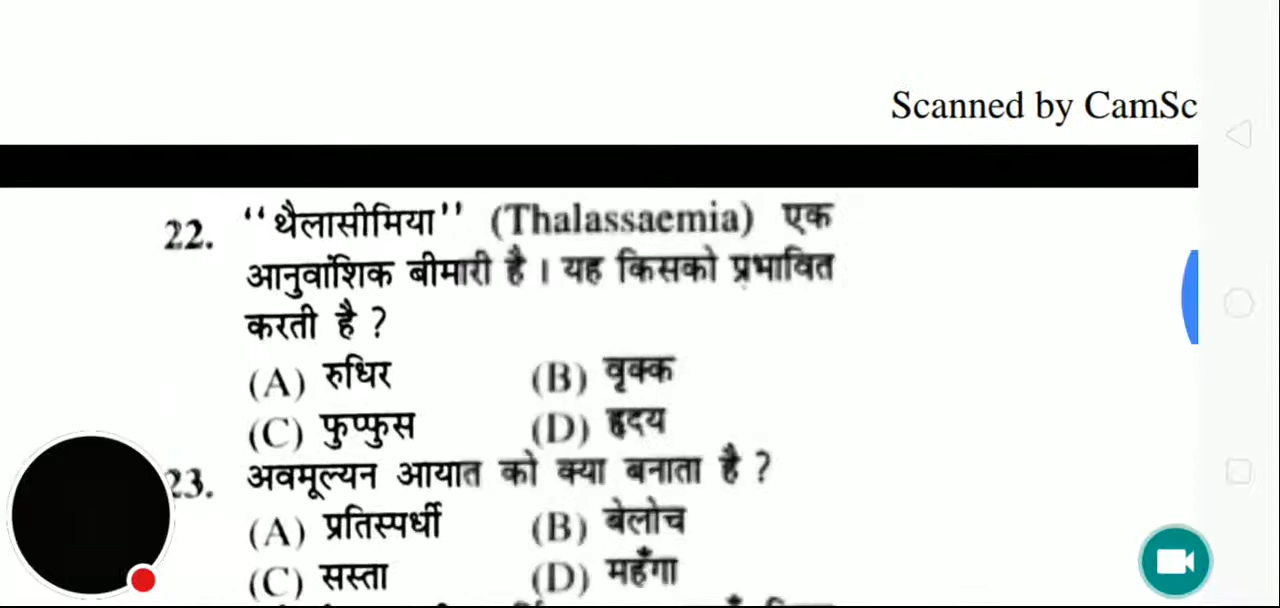 Scanned by CamSc
22. ‘‘थैलासीमिया’’ (Thalassaemia) एक
आनुवांशिक बीमारी है । यह किसको प्रभावित
करती है ?
(A) रुधिर (B) वृक्क
(C) फुप्फुस (D) हृदय
23. अवमूल्यन आयात को क्या बनाता है ?
(A) प्रतिस्पर्धी (B) बेलोच
(C) सस्ता (D) महँगा